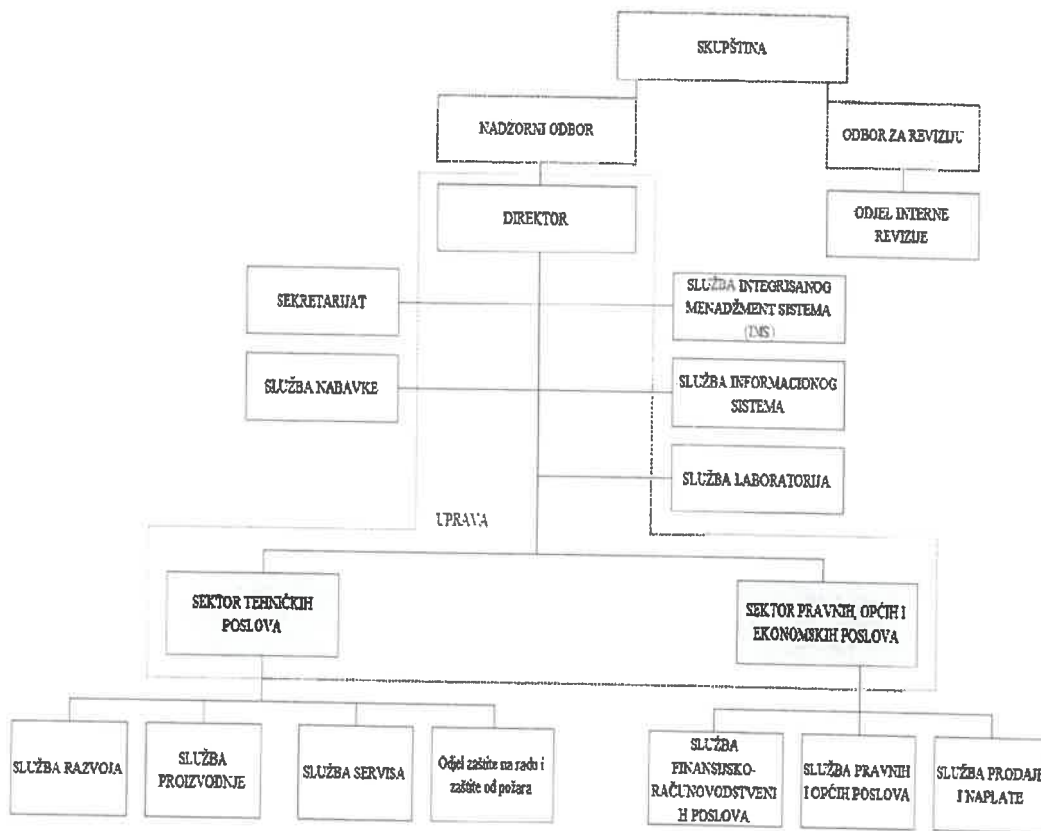 SKUPŠTINA
NADZORNI ODBOR
ODBOR ZA REVIZIJU
DIREKTOR
ODJEL INTERNE
REVIZIJE
SEKRETARIJAT
SLUŽBA INTEGRISANOG
MENADŽMENT SISTEMA
(IMS)
SLUŽBA NABAVKE
SLUŽBA INFORMACIONOG
SISTEMA
SLUŽBA LABORATORIJA
UPRAVA
SEKTOR TEHNIČKIH
POSLOVA
SEKTOR PRAVNIH, OPĆIH I
EKONOMSKIH POSLOVA
SLUŽBA RAZVOJA
SLUŽBA
PROIZVODNJE
SLUŽBA SERVISA
Odjel zaštite na radu i
zaštite od požara
SLUŽBA
FINANSIJSKO-
RAČUNOVODSTVENI
H POSLOVA
SLUŽBA PRAVNIH
I OPĆIH POSLOVA
SLUŽBA PRODAJE
I NAPLATE